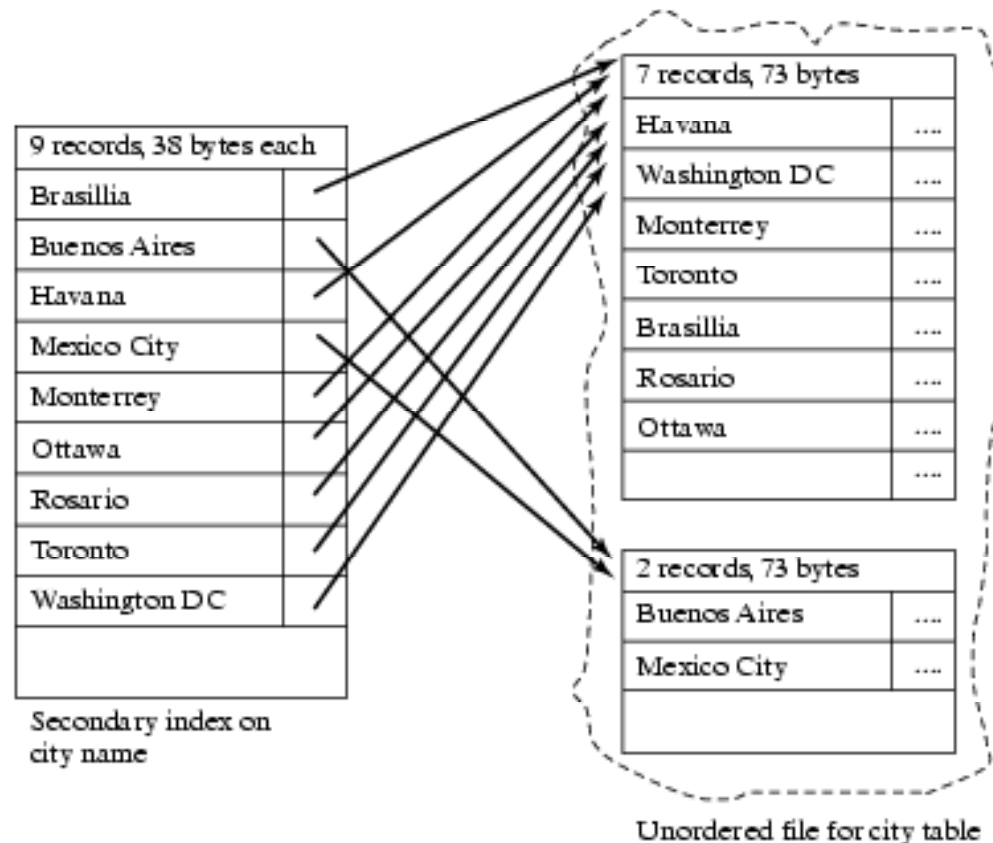 9 records, 38 bytes each
Brasillia
Buenos Aires
Havana
Mexico City
Monterrey
Ottawa
Rosario
Toronto
Washington DC
Secondary index on
city name
7 records, 73 bytes
Havana ....
Washington DC ....
Monterrey ....
Toronto ....
Brasillia ....
Rosario ....
Ottawa ....
....
2 records, 73 bytes
Buenos Aires ....
Mexico City ....
Unordered file for city table